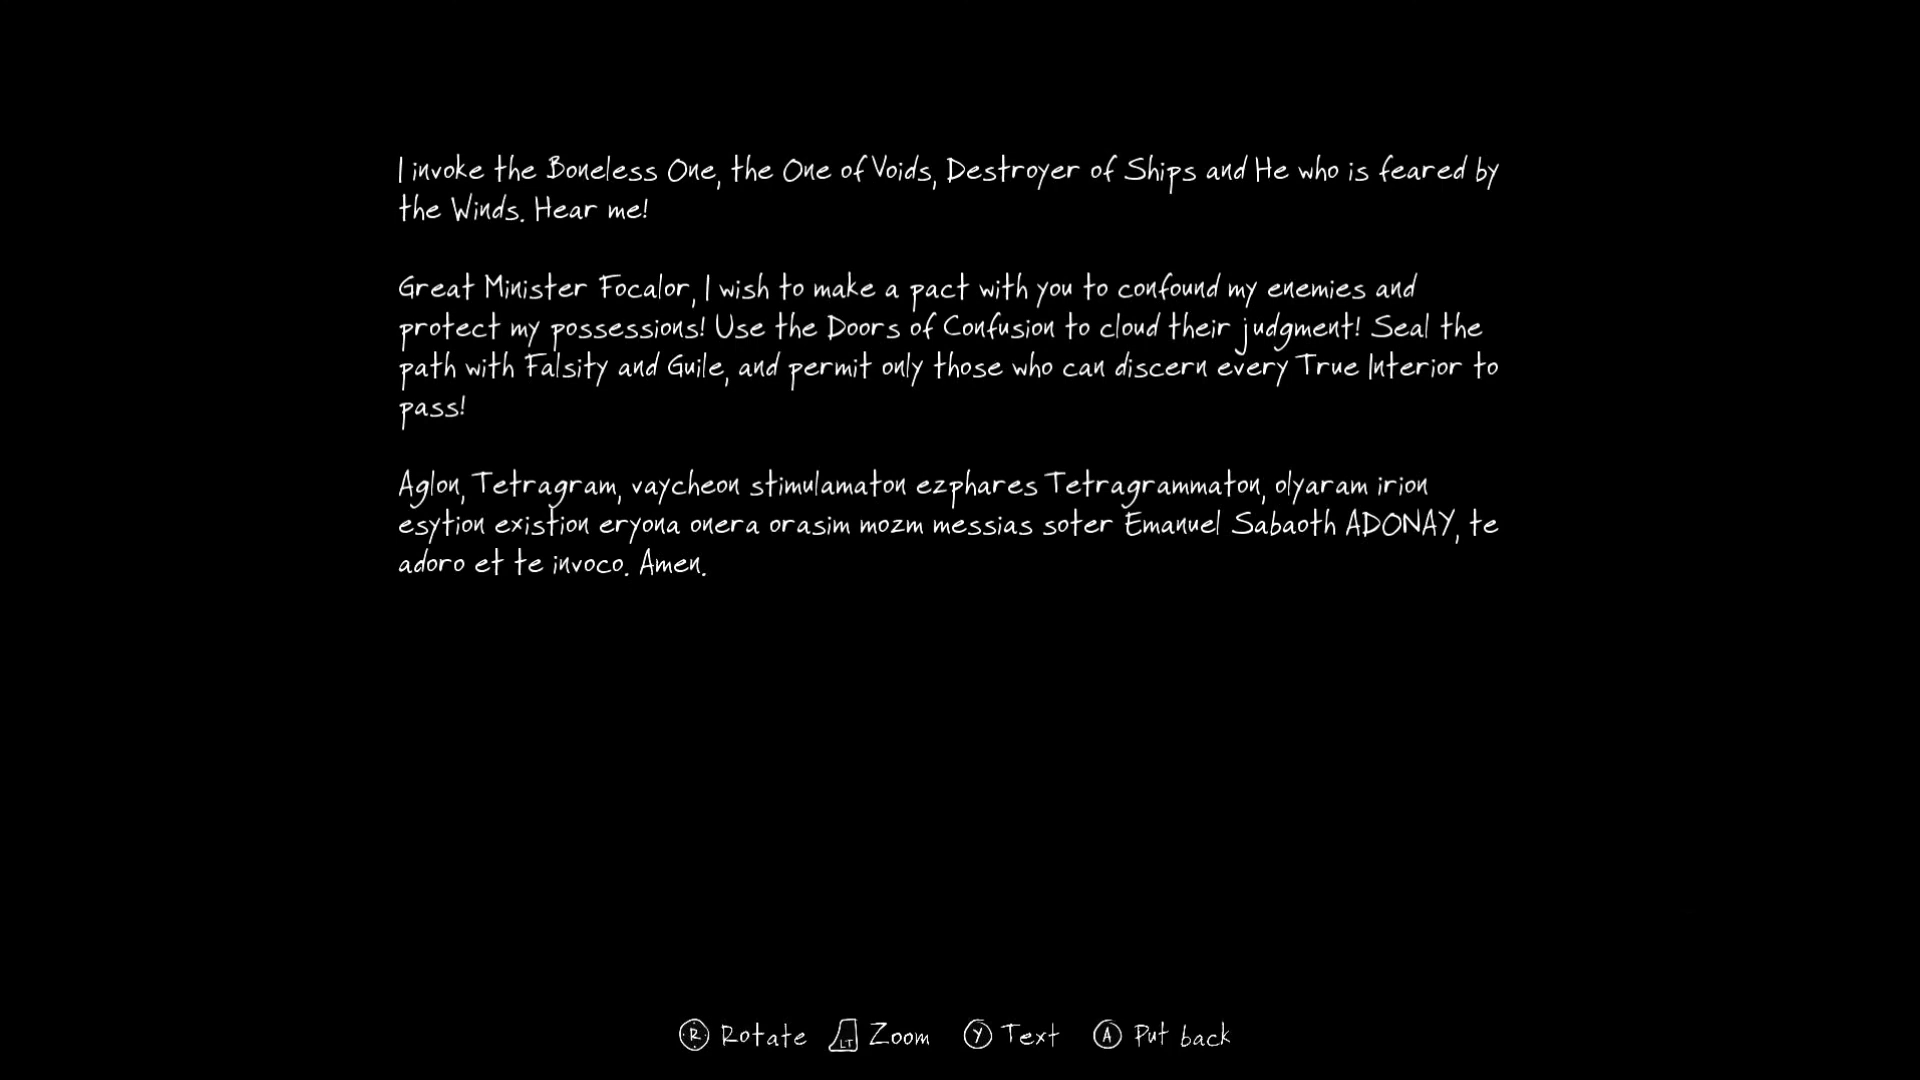 I invoke the Boneless One, the One of Voids, Destroyer of Ships and He who is feared by
the Winds. Hear me!
Great Minister Focalor, I wish to make a pact with you to confound my enemies and
protect my possessions! Use the Doors of Confusion to cloud their judgment! Seal the
path with Falsity and Guile, and permit only those who can discern every True Interior to
pass!
Aglon, Tetragram, vaycheon stimulamaton ezphares Tetragrammaton, olyaram irion
esytion existion eryona onera orasim mozm messias soter Emanuel Sabaoth ADONAY, te
adoro et te invoco. Amen.
R Rotate LT Zoom Y Text A Put back